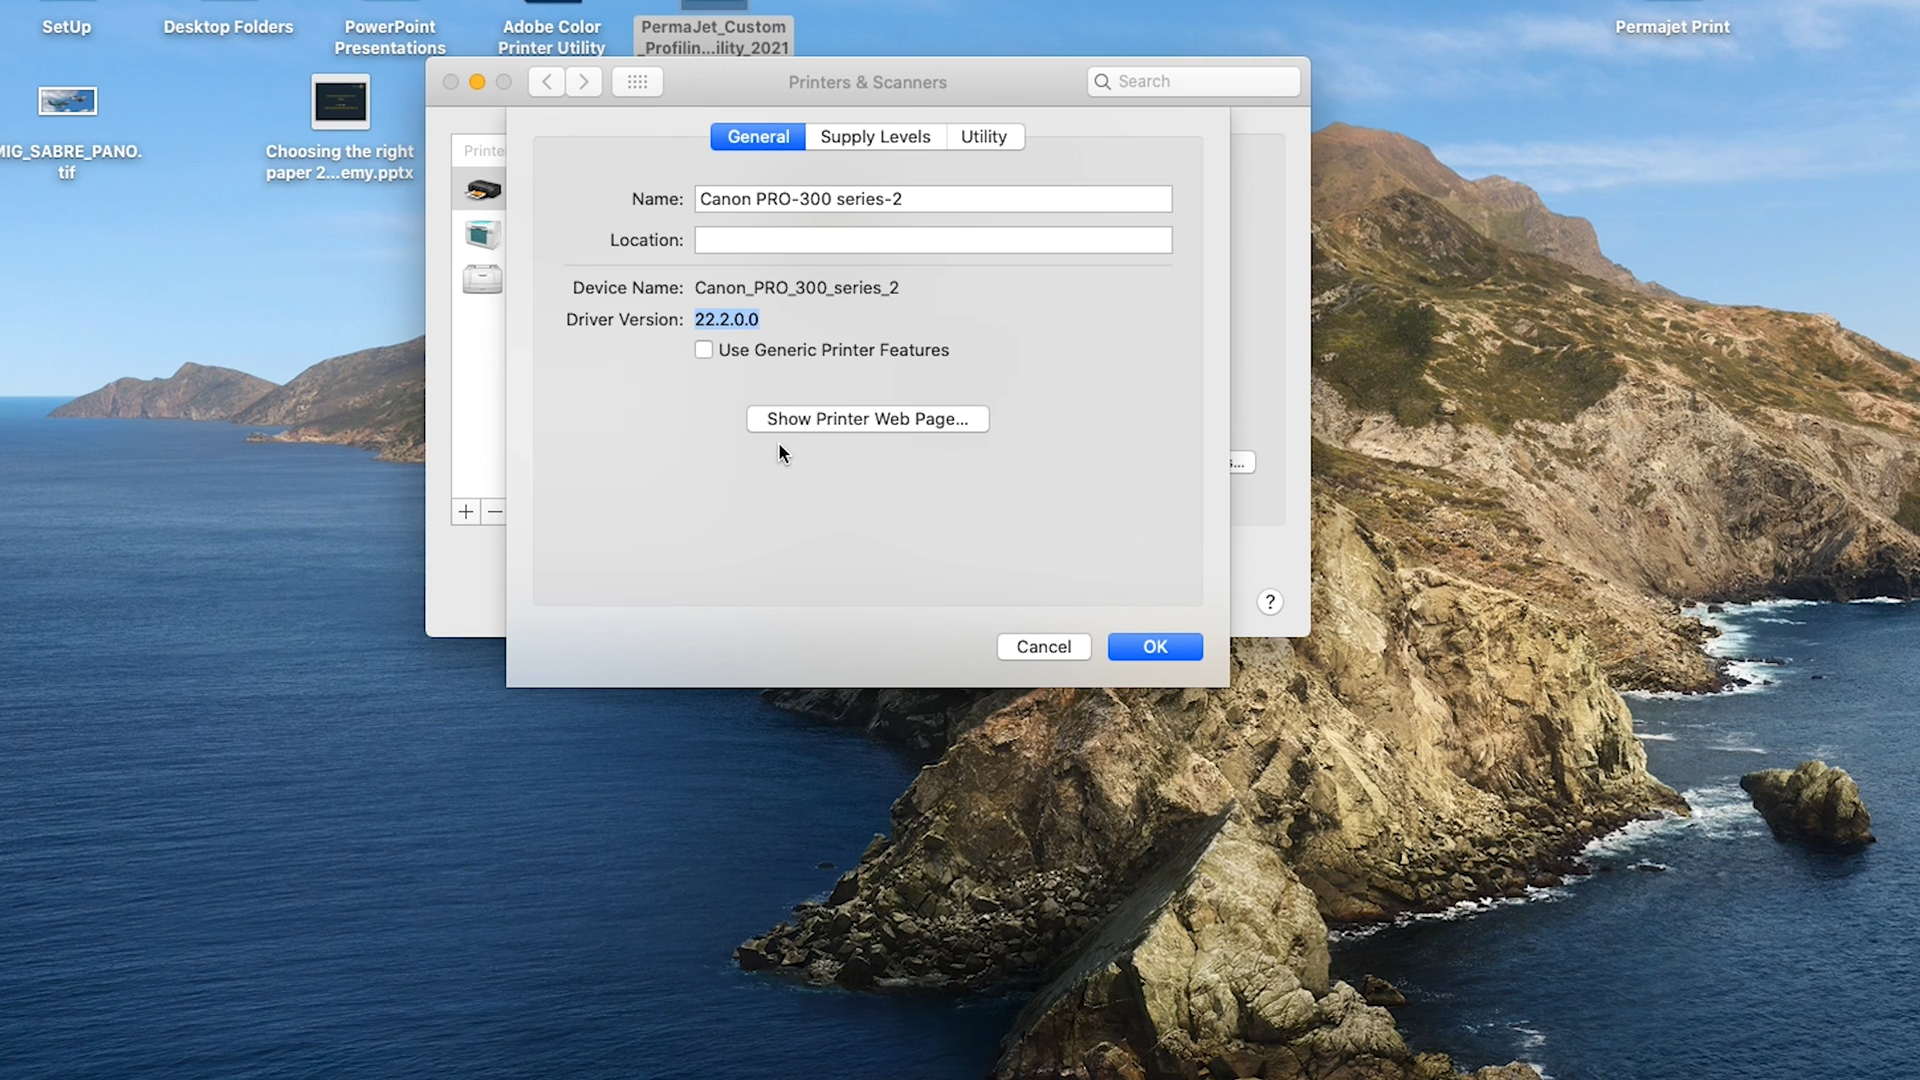 SetUp
Desktop Folders
PowerPoint
Presentations
Adobe Color
Printer Utility
PermaJet_Custom
_Profilin...ility_2021
Permajet Print
MIG_SABRE_PANO.
tif
Choosing the right
paper 2...emy.pptx
Printers & Scanners
Search
Printe
General
Supply Levels
Utility
Name:
Canon PRO-300 series-2
Location:
Device Name:
Canon_PRO_300_series_2
Driver Version:
22.2.0.0
Use Generic Printer Features
Show Printer Web Page...
s...
+
−
?
Cancel
OK